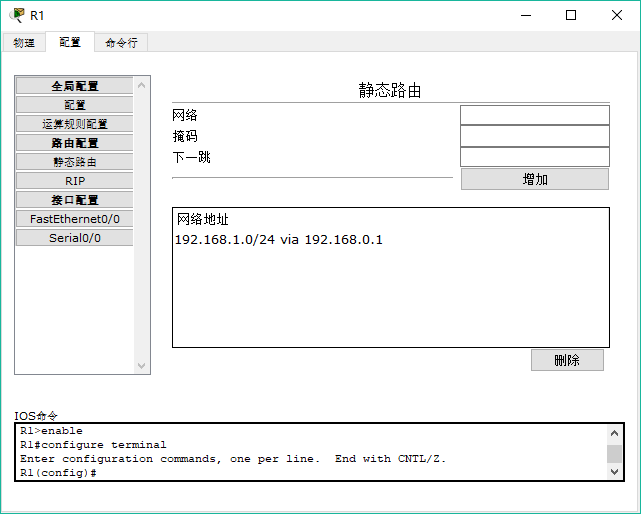 R1
物理 配置 命令行
全局配置
配置
运算规则配置
路由配置
静态路由
RIP
接口配置
FastEthernet0/0
Serial0/0
静态路由
网络
掩码
下一跳
增加
网络地址
192.168.1.0/24 via 192.168.0.1
删除
IOS命令
R1>enable
R1#configure terminal
Enter configuration commands, one per line.  End with CNTL/Z.
R1(config)#